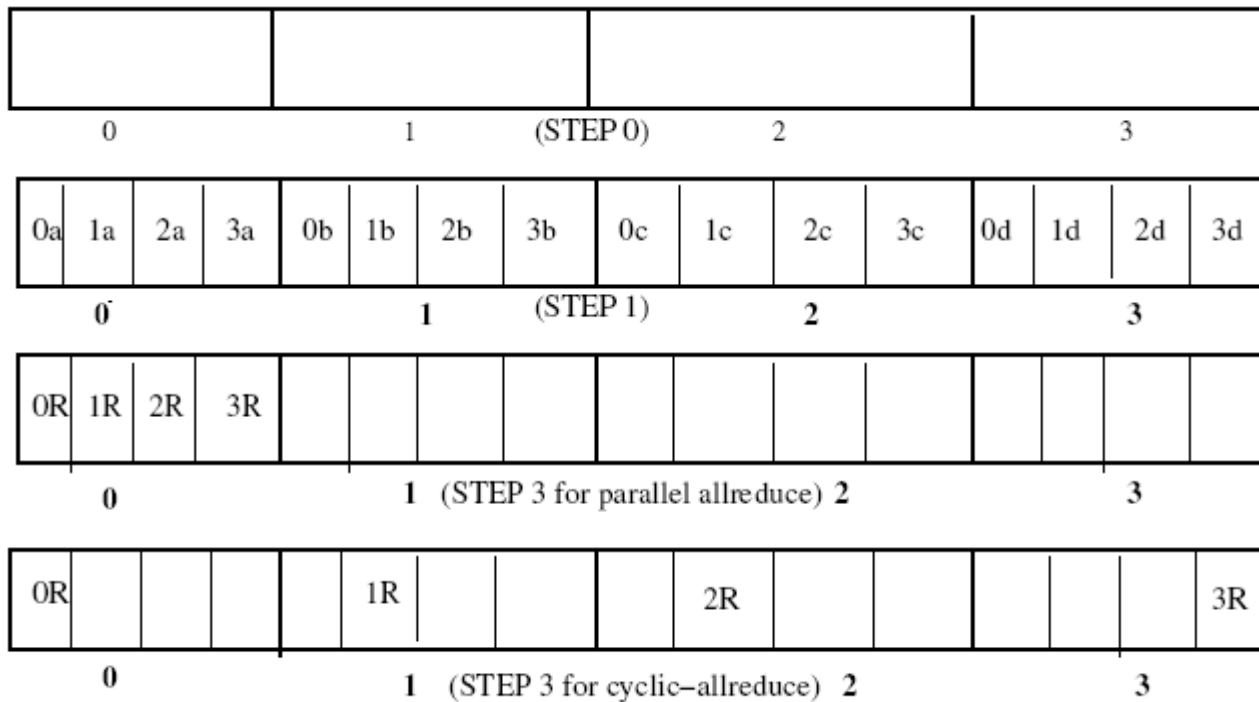 0 1 (STEP 0) 2 3
0a 1a 2a 3a 0b 1b 2b 3b 0c 1c 2c 3c 0d 1d 2d 3d
0 1 (STEP 1) 2 3
0R 1R 2R 3R
0 1 (STEP 3 for parallel allreduce) 2 3
0R 1R 2R 3R
0 1 (STEP 3 for cyclic-allreduce) 2 3